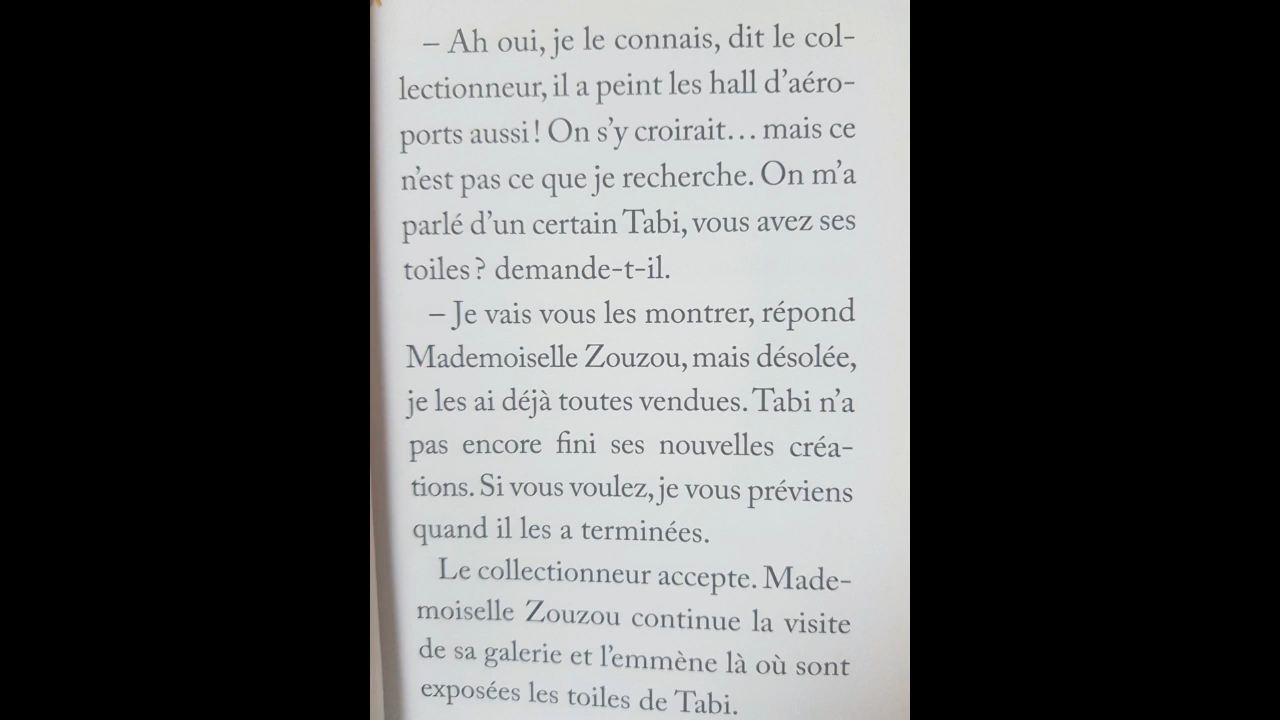 – Ah oui, je le connais, dit le col-
lectionneur, il a peint les hall d'aéro-
ports aussi ! On s'y croirait… mais ce
n'est pas ce que je recherche. On m'a
parlé d'un certain Tabi, vous avez ses
toiles ? demande-t-il.
– Je vais vous les montrer, répond
Mademoiselle Zouzou, mais désolée,
je les ai déjà toutes vendues. Tabi n'a
pas encore fini ses nouvelles créa-
tions. Si vous voulez, je vous préviens
quand il les a terminées.
Le collectionneur accepte. Made-
moiselle Zouzou continue la visite
de sa galerie et l'emmène là où sont
exposées les toiles de Tabi.